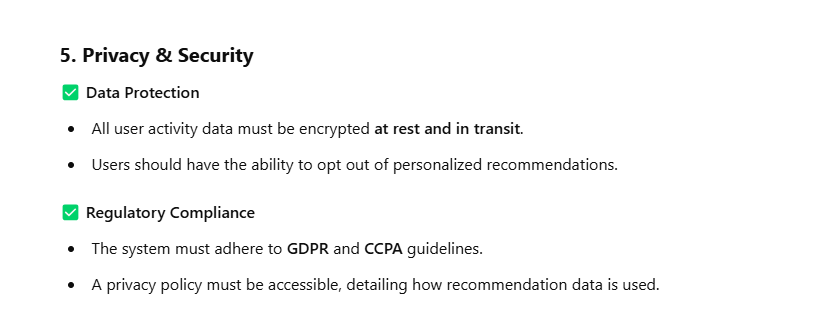 5. Privacy & Security
✅ Data Protection
• All user activity data must be encrypted at rest and in transit.
• Users should have the ability to opt out of personalized recommendations.
✅ Regulatory Compliance
• The system must adhere to GDPR and CCPA guidelines.
• A privacy policy must be accessible, detailing how recommendation data is used.